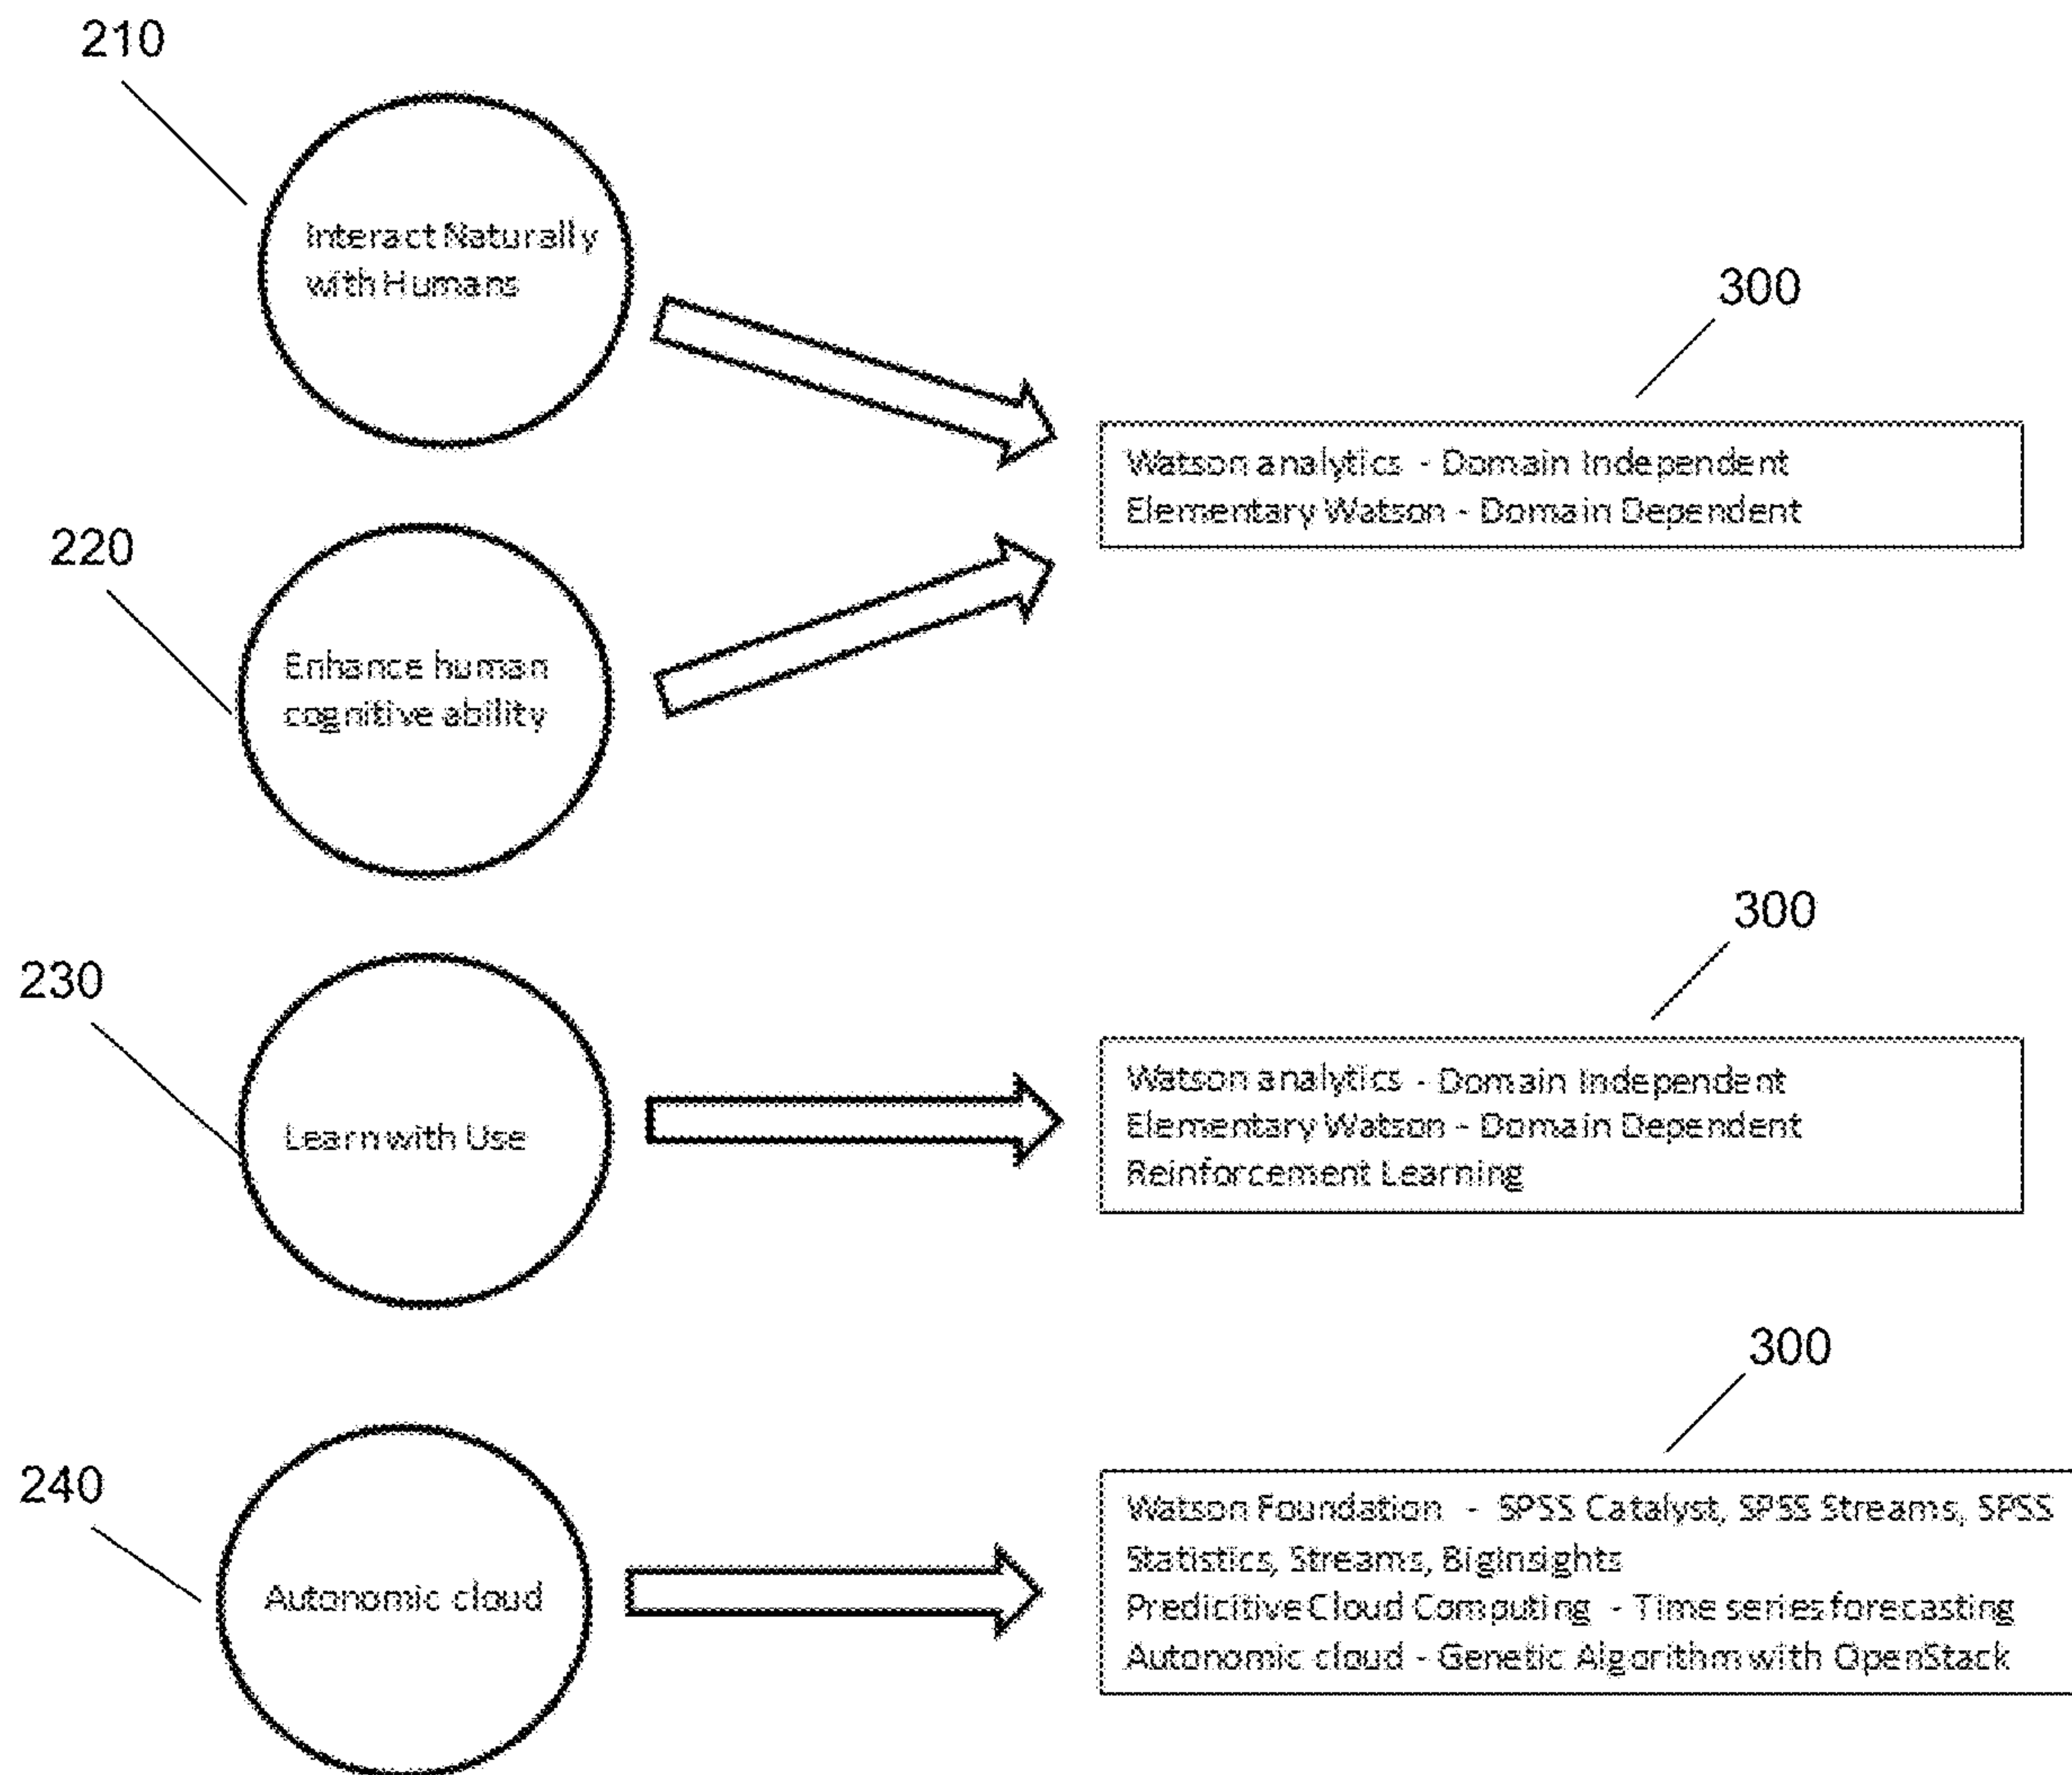 210
Interact Naturally
with Humans
300
Watson analytics - Domain Independent
Elementary Watson - Domain Dependent
220
Enhance human
cognitive ability
230
Learn with Use
300
Watson analytics - Domain Independent
Elementary Watson - Domain Dependent
Reinforcement Learning
240
Autonomic cloud
300
Watson Foundation - SPSS Catalyst, SPSS Streams, SPSS
Statistics, Streams, BigInsights
Predicitive Cloud Computing - Time series forecasting
Autonomic cloud - Genetic Algorithm with OpenStack